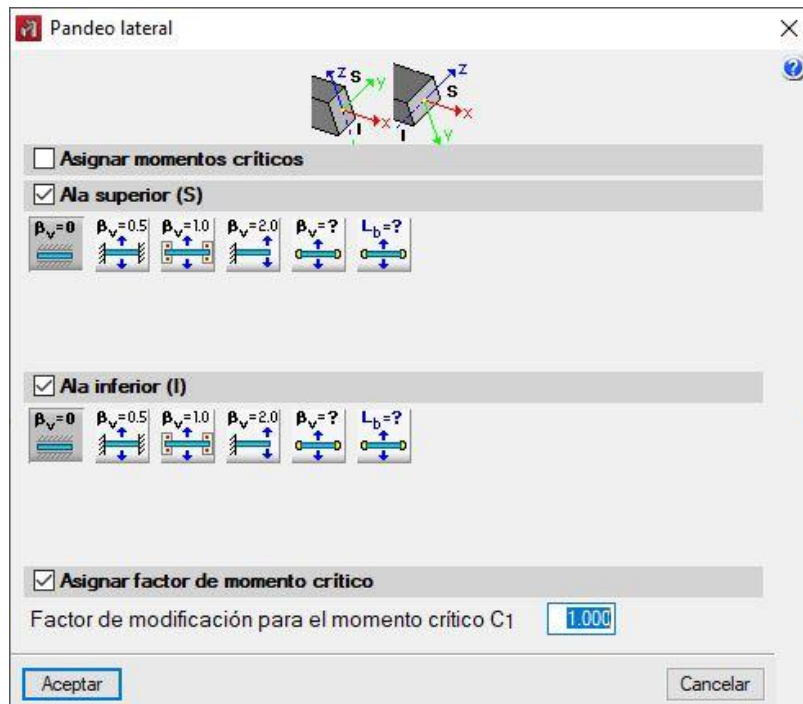 Pandeo lateral
z S y x I
z S x I y
Asignar momentos críticos
Ala superior (S)
βv=0 βv=0.5 βv=1.0 βv=2.0 βv=? Lb=?
Ala inferior (I)
βv=0 βv=0.5 βv=1.0 βv=2.0 βv=? Lb=?
Asignar factor de momento crítico
Factor de modificación para el momento crítico C1 1.000
Aceptar Cancelar